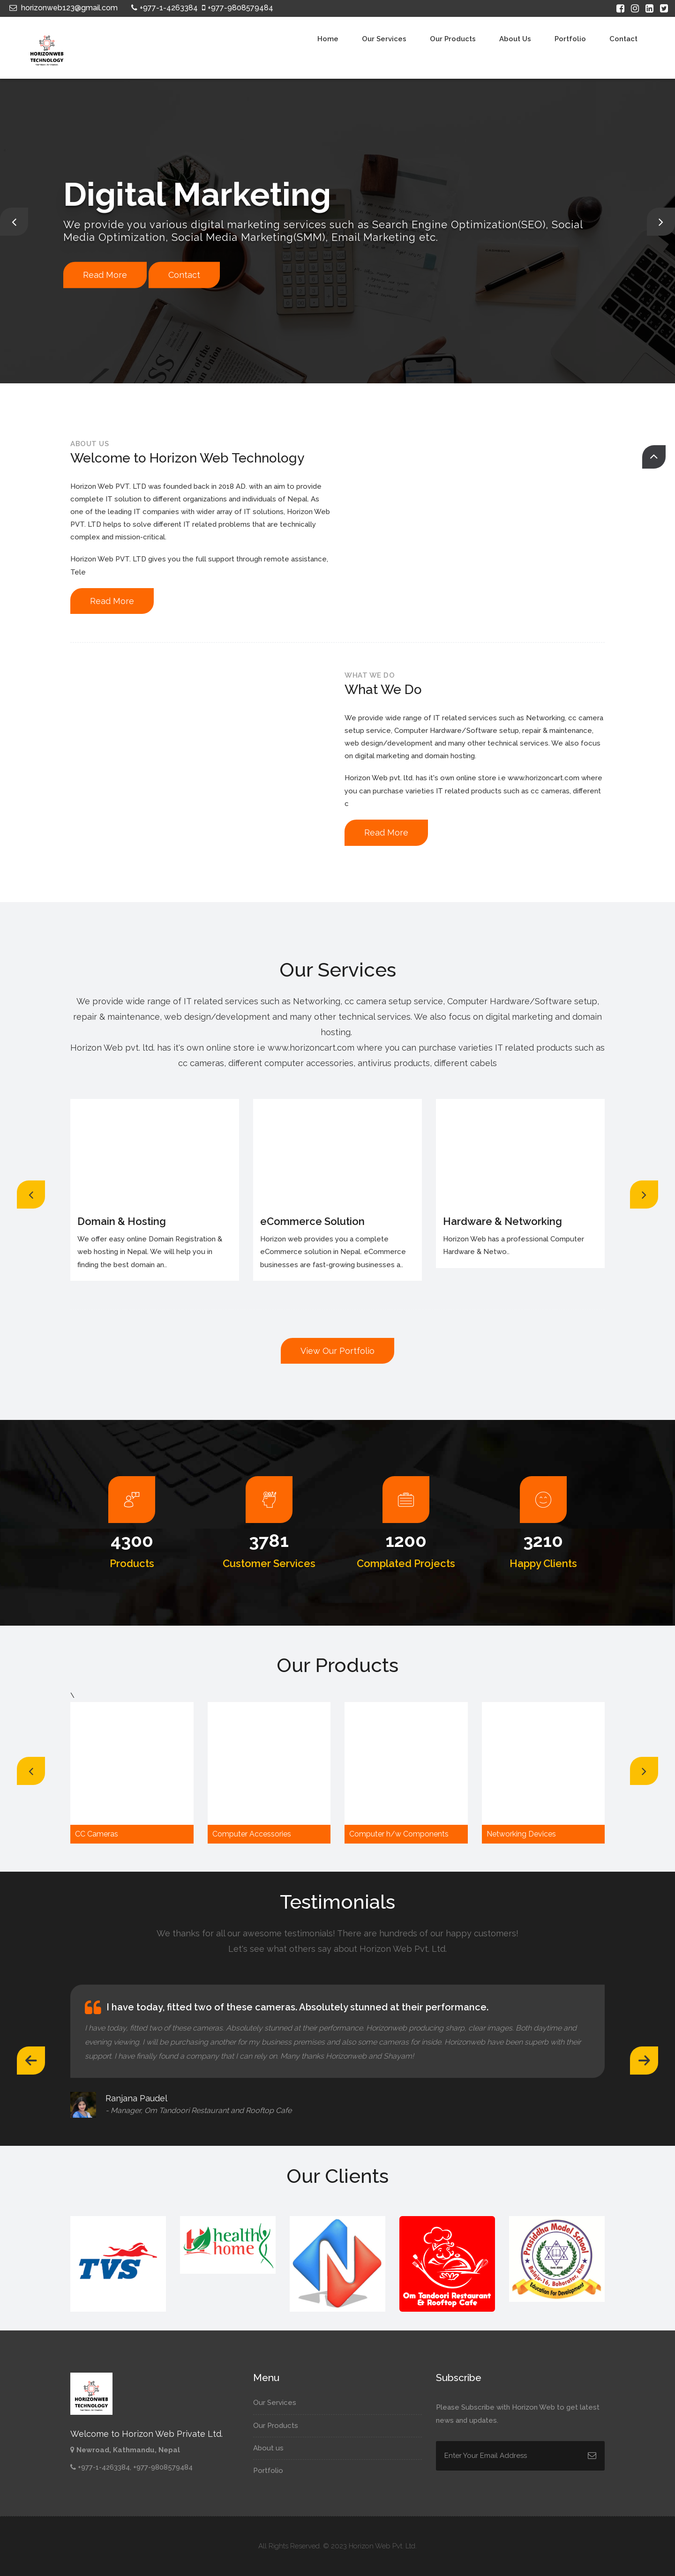 horizonweb123@gmail.com +977-1-4263384 +977-9808579484
HORIZONWEB
TECHNOLOGY
Home Our Services Our Products About Us Portfolio Contact
Digital Marketing
We provide you various digital marketing services such as Search Engine Optimization(SEO), Social
Media Optimization, Social Media Marketing(SMM), Email Marketing etc.
Read More Contact
ABOUT US
Welcome to Horizon Web Technology
Horizon Web PVT. LTD was founded back in 2018 AD. with an aim to provide
complete IT solution to different organizations and individuals of Nepal. As
one of the leading IT companies with wider array of IT solutions, Horizon Web
PVT. LTD helps to solve different IT related problems that are technically
complex and mission-critical.
Horizon Web PVT. LTD gives you the full support through remote assistance,
Tele
Read More
WHAT WE DO
What We Do
We provide wide range of IT related services such as Networking, cc camera
setup service, Computer Hardware/Software setup, repair & maintenance,
web design/development and many other technical services. We also focus
on digital marketing and domain hosting.
Horizon Web pvt. ltd. has it's own online store i.e www.horizoncart.com where
you can purchase varieties IT related products such as cc cameras, different
c
Read More
Our Services
We provide wide range of IT related services such as Networking, cc camera setup service, Computer Hardware/Software setup,
repair & maintenance, web design/development and many other technical services. We also focus on digital marketing and domain
hosting.
Horizon Web pvt. ltd. has it's own online store i.e www.horizoncart.com where you can purchase varieties IT related products such as
cc cameras, different computer accessories, antivirus products, different cabels
Domain & Hosting
We offer easy online Domain Registration &
web hosting in Nepal. We will help you in
finding the best domain an..
eCommerce Solution
Horizon web provides you a complete
eCommerce solution in Nepal. eCommerce
businesses are fast-growing businesses a..
Hardware & Networking
Horizon Web has a professional Computer
Hardware & Netwo..
View Our Portfolio
4300 3781 1200 3210
Products Customer Services Complated Projects Happy Clients
Our Products
\
CC Cameras Computer Accessories Computer h/w Components Networking Devices
Testimonials
We thanks for all our awesome testimonials! There are hundreds of our happy customers!
Let's see what others say about Horizon Web Pvt. Ltd.
I have today, fitted two of these cameras. Absolutely stunned at their performance.
I have today, fitted two of these cameras. Absolutely stunned at their performance. Horizonweb producing sharp, clear images. Both daytime and
evening viewing. I will be purchasing another for my business premises and also some cameras for inside. Horizonweb have been superb with their
support. I have finally found a company that I can rely on. Many thanks Horizonweb and Shayam!
Ranjana Paudel
- Manager, Om Tandoori Restaurant and Rooftop Cafe
Our Clients
TVS
healthy
home
Om Tandoori Restaurant
& Rooftop Cafe
Prasiddha Model School
Education For Development
HORIZONWEB
TECHNOLOGY
Welcome to Horizon Web Private Ltd.
Newroad, Kathmandu, Nepal
+977-1-4263384, +977-9808579484
Menu
Our Services
Our Products
About us
Portfolio
Subscribe
Please Subscribe with Horizon Web to get latest
news and updates.
Enter Your Email Address
All Rights Reserved. © 2023 Horizon Web Pvt. Ltd.